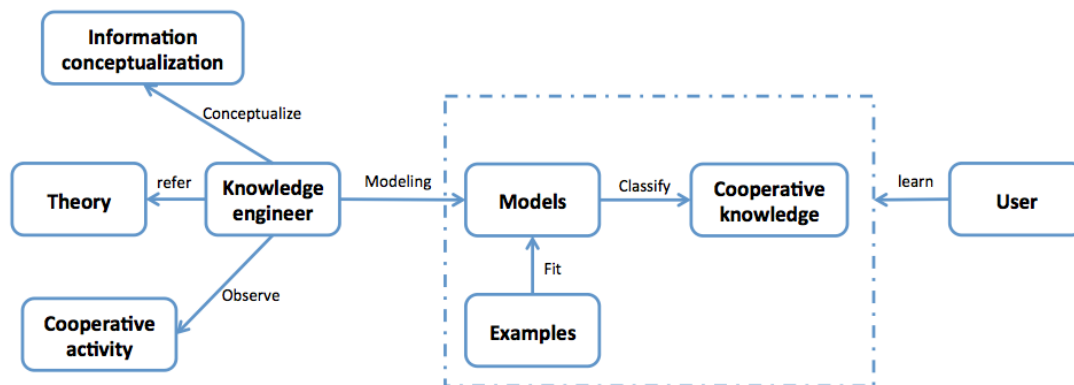 Information
conceptualization
Conceptualize
Theory
refer
Knowledge
engineer
Modeling
Models
Classify
Cooperative
knowledge
learn
User
Fit
Observe
Examples
Cooperative
activity